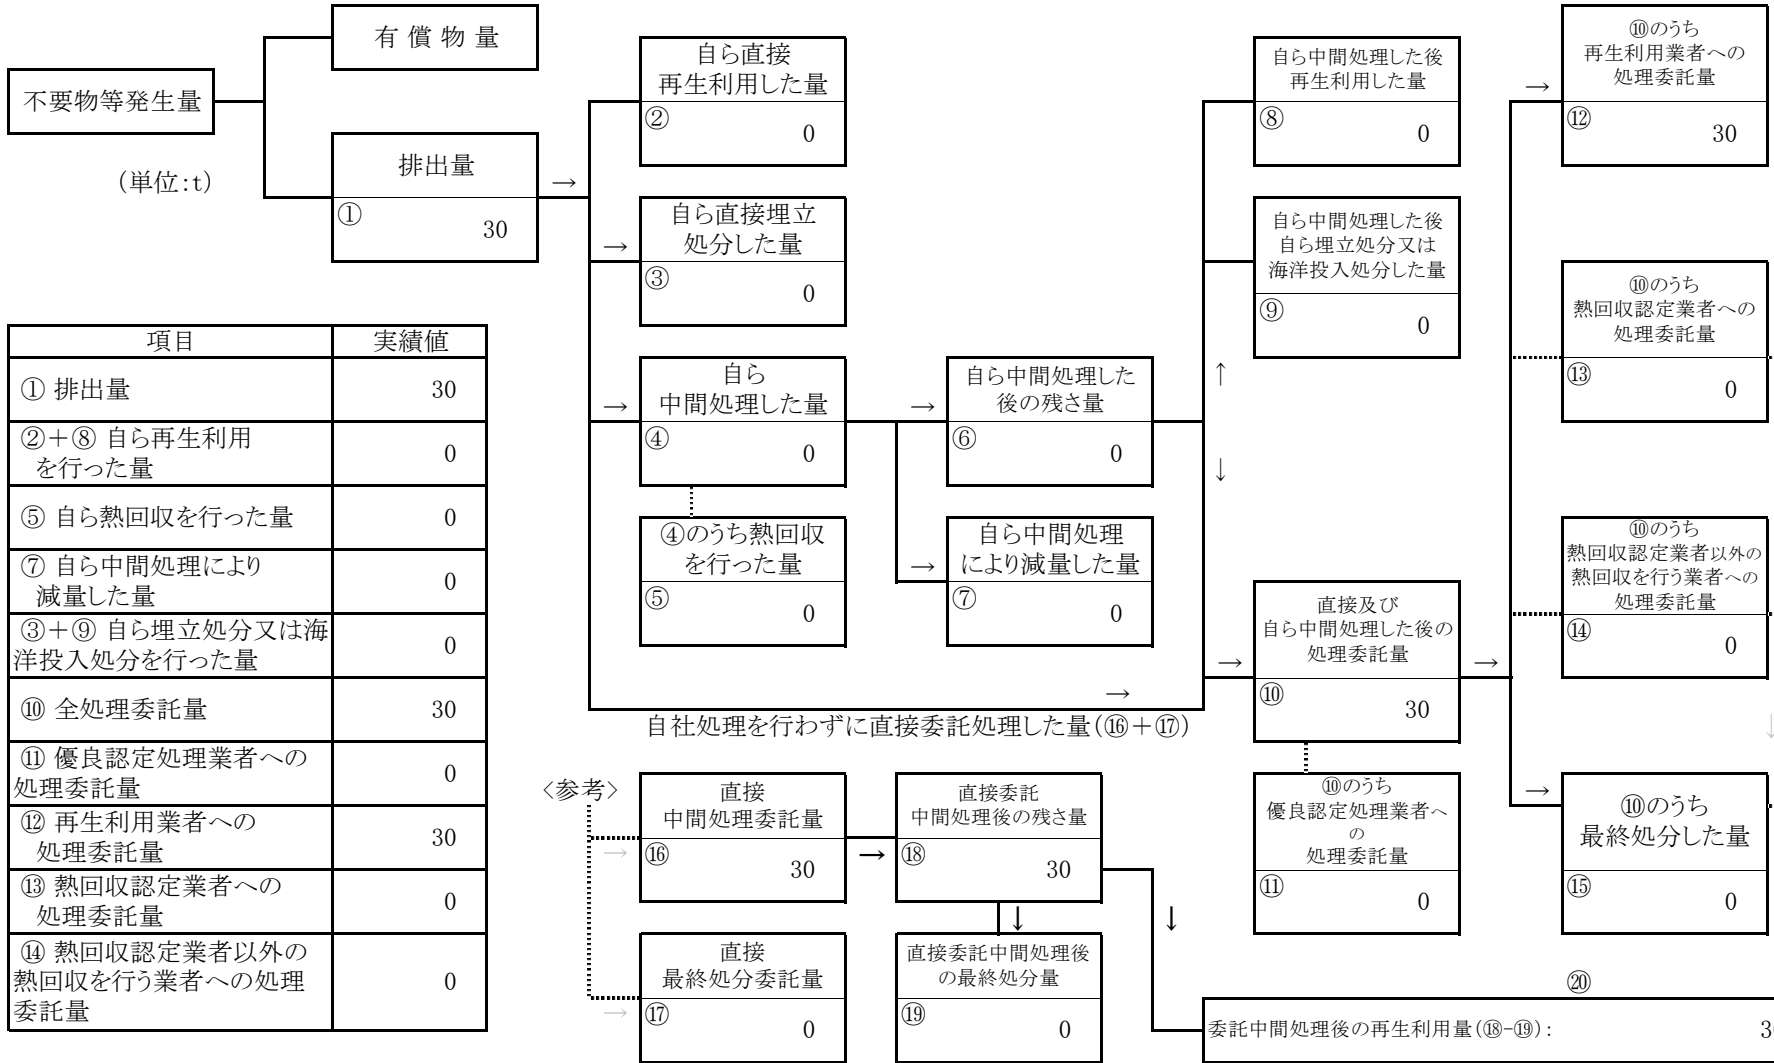 有 償 物 量
不要物等発生量
(単位:t)
排出量
①
30
→
自ら直接
再生利用した量
②
0
→
自ら直接埋立
処分した量
③
0
→
自ら
中間処理した量
④
0
④のうち熱回収
を行った量
⑤
0
→
自ら中間処理した
後の残さ量
⑥
0
→
自ら中間処理
により減量した量
⑦
0
自ら中間処理した後
再生利用した量
⑧
0
自ら中間処理した後
自ら埋立処分又は
海洋投入処分した量
⑨
0
↑
↓
→
自社処理を行わずに直接委託処理した量(⑯+⑰)
→
直接及び
自ら中間処理した後の
処理委託量
⑩
30
→
⑩のうち
優良認定処理業者へ
の
処理委託量
⑪
0
→
⑩のうち
再生利用業者への
処理委託量
⑫
30
⑩のうち
熱回収認定業者への
処理委託量
⑬
0
⑩のうち
熱回収認定業者以外の
熱回収を行う業者への
処理委託量
⑭
0
↓
→
⑩のうち
最終処分した量
⑮
0
項目 実績値
① 排出量 30
②+⑧ 自ら再生利用
を行った量 0
⑤ 自ら熱回収を行った量 0
⑦ 自ら中間処理により
減量した量 0
③+⑨ 自ら埋立処分又は海
洋投入処分を行った量 0
⑩ 全処理委託量 30
⑪ 優良認定処理業者への
処理委託量 0
⑫ 再生利用業者への
処理委託量 30
⑬ 熱回収認定業者への
処理委託量 0
⑭ 熱回収認定業者以外の
熱回収を行う業者への処理
委託量 0
<参考>
→
直接
中間処理委託量
⑯
30
→
直接委託
中間処理後の残さ量
⑱
30
↓
↓
→
直接
最終処分委託量
⑰
0
直接委託中間処理後
の最終処分量
⑲
0
⑳
委託中間処理後の再生利用量(⑱-⑲):